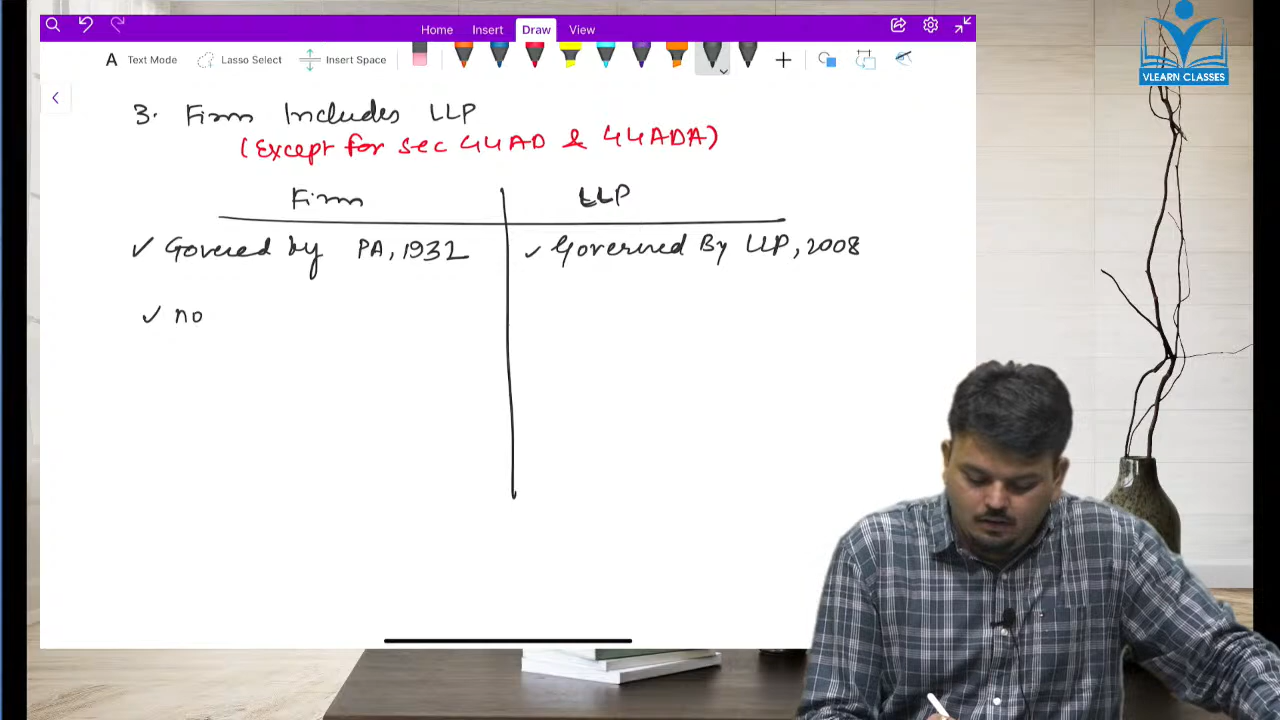 Home Insert Draw View
VLEARN CLASSES
A Text Mode Lasso Select Insert Space
3. Firm Includes LLP
(Except for sec 44AD & 44ADA)
Firm LLP
✓ Govered by PA, 1932
✓ Governed By LLP, 2008
✓ no